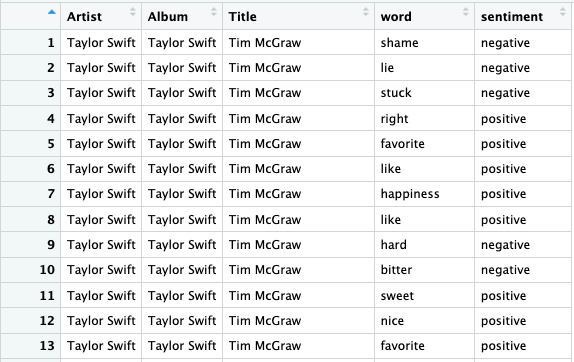 Artist Album Title word sentiment
1 Taylor Swift Taylor Swift Tim McGraw shame negative
2 Taylor Swift Taylor Swift Tim McGraw lie negative
3 Taylor Swift Taylor Swift Tim McGraw stuck negative
4 Taylor Swift Taylor Swift Tim McGraw right positive
5 Taylor Swift Taylor Swift Tim McGraw favorite positive
6 Taylor Swift Taylor Swift Tim McGraw like positive
7 Taylor Swift Taylor Swift Tim McGraw happiness positive
8 Taylor Swift Taylor Swift Tim McGraw like positive
9 Taylor Swift Taylor Swift Tim McGraw hard negative
10 Taylor Swift Taylor Swift Tim McGraw bitter negative
11 Taylor Swift Taylor Swift Tim McGraw sweet positive
12 Taylor Swift Taylor Swift Tim McGraw nice positive
13 Taylor Swift Taylor Swift Tim McGraw favorite positive